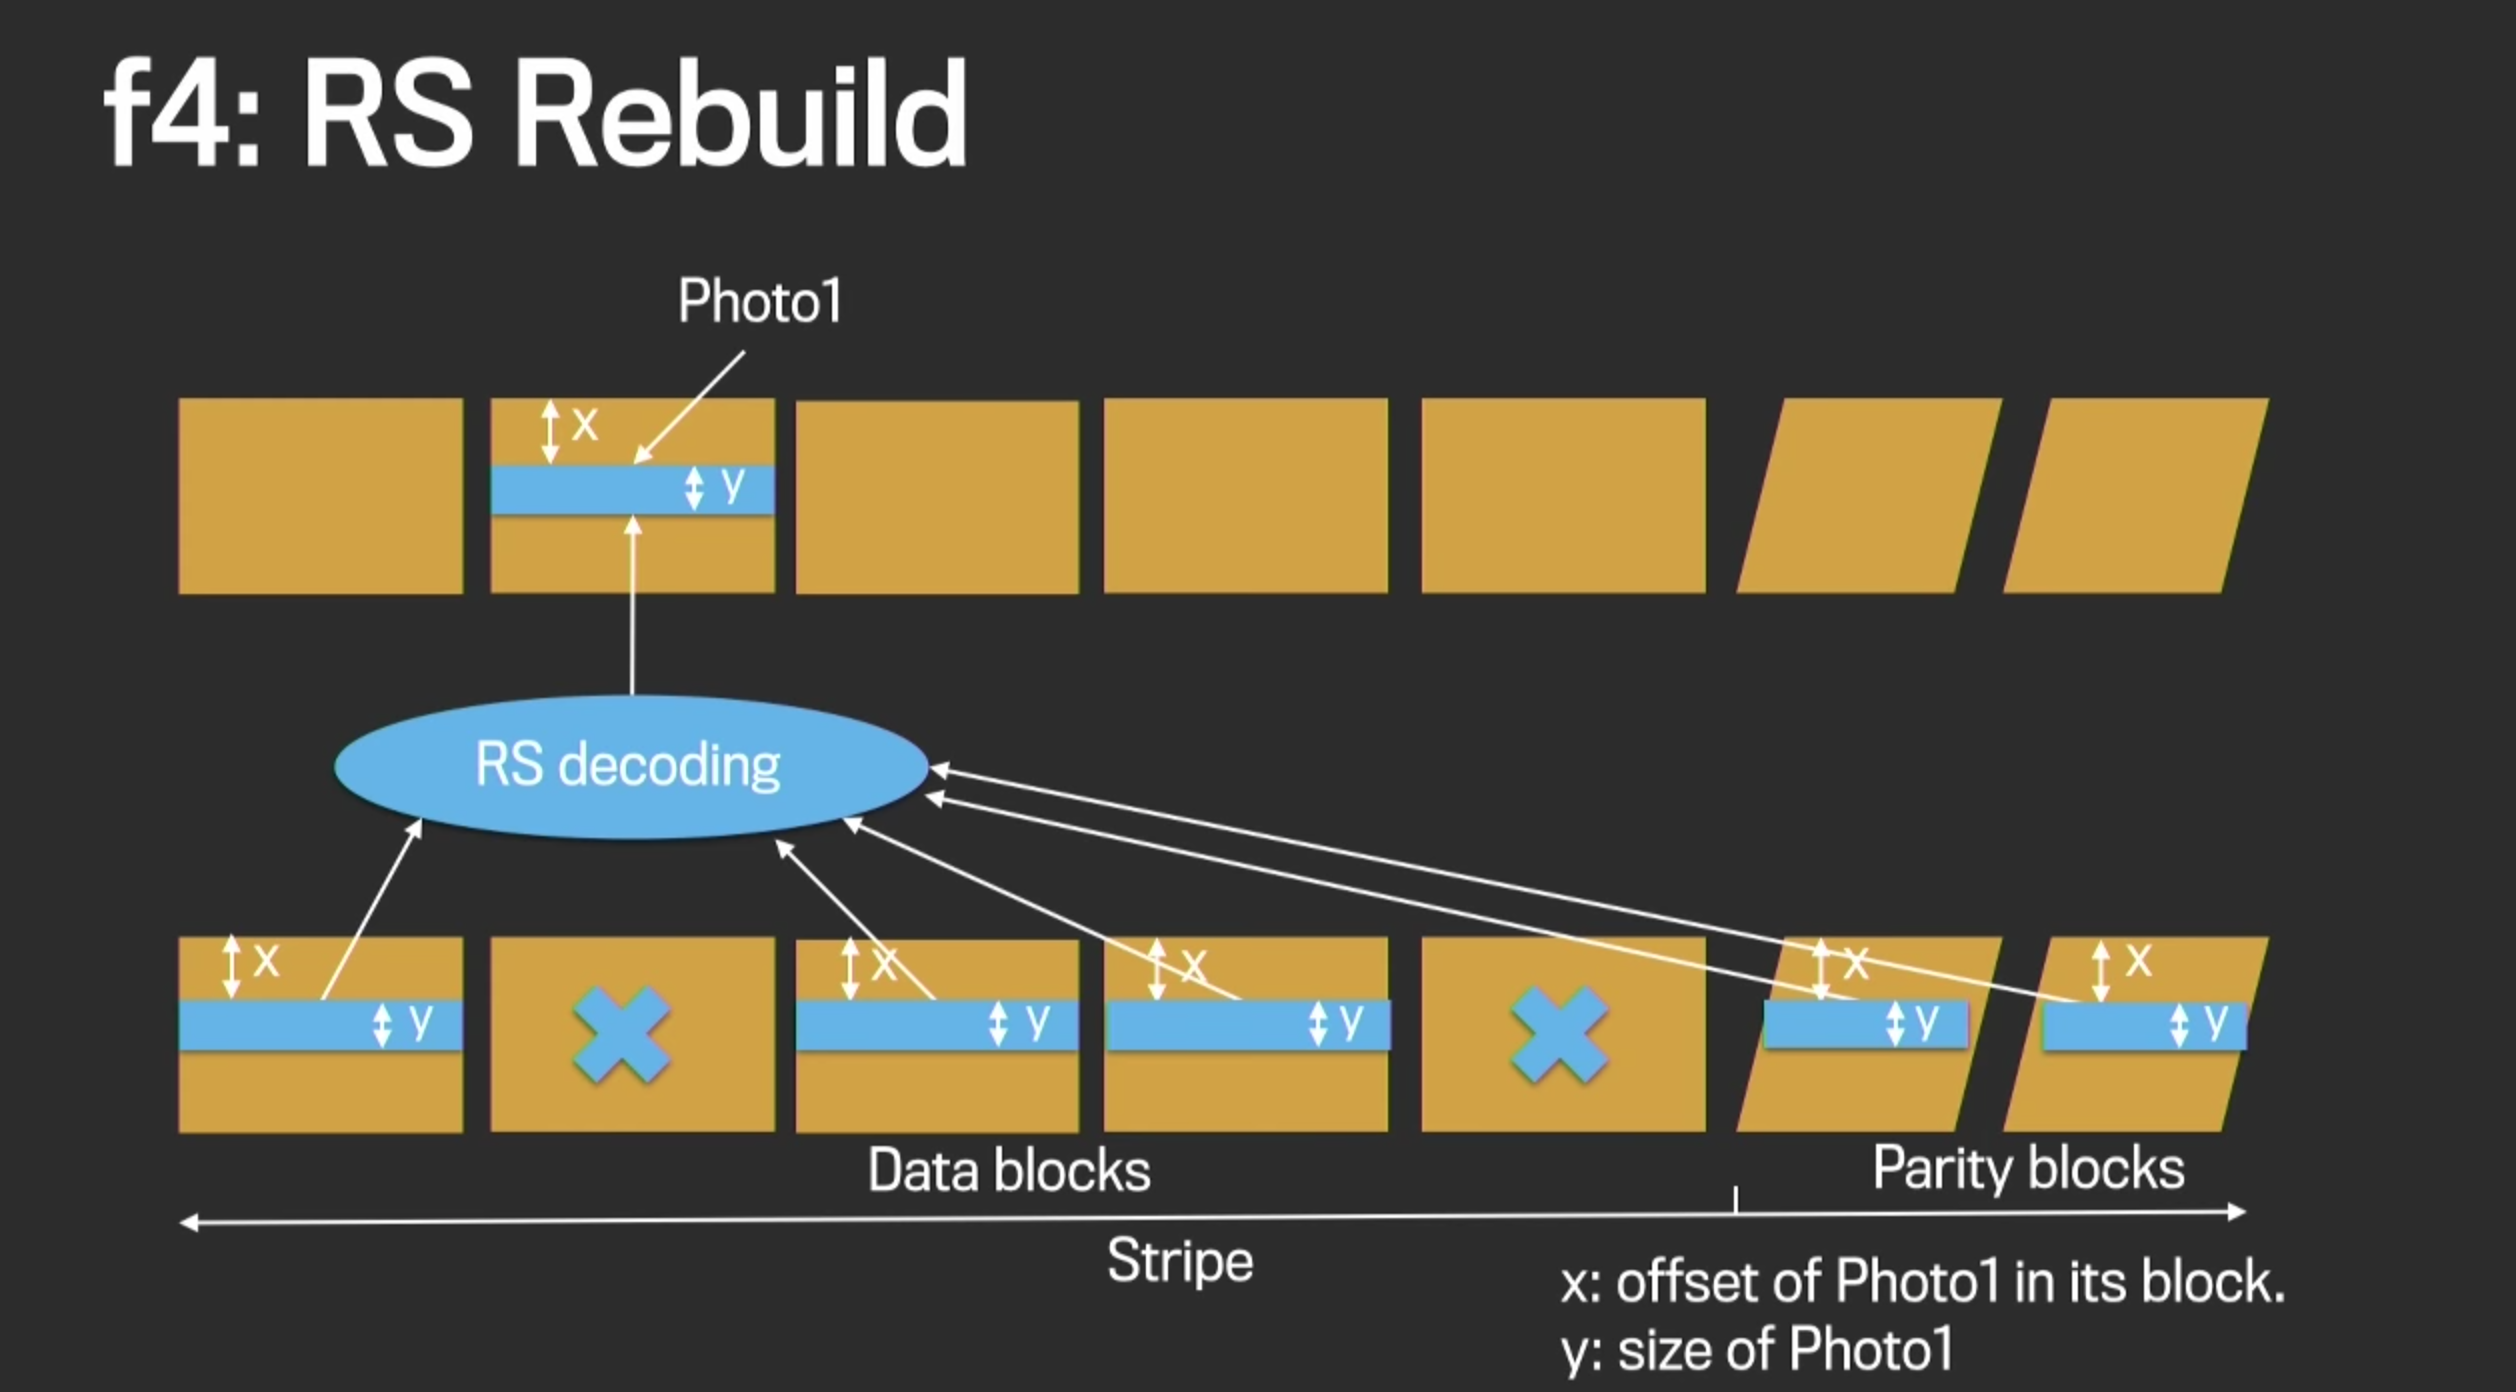 f4: RS Rebuild
Photo1
x
y
RS decoding
x
x
x
x
x
y
y
y
y
y
Data blocks
Parity blocks
Stripe
x: offset of Photo1 in its block.
y: size of Photo1